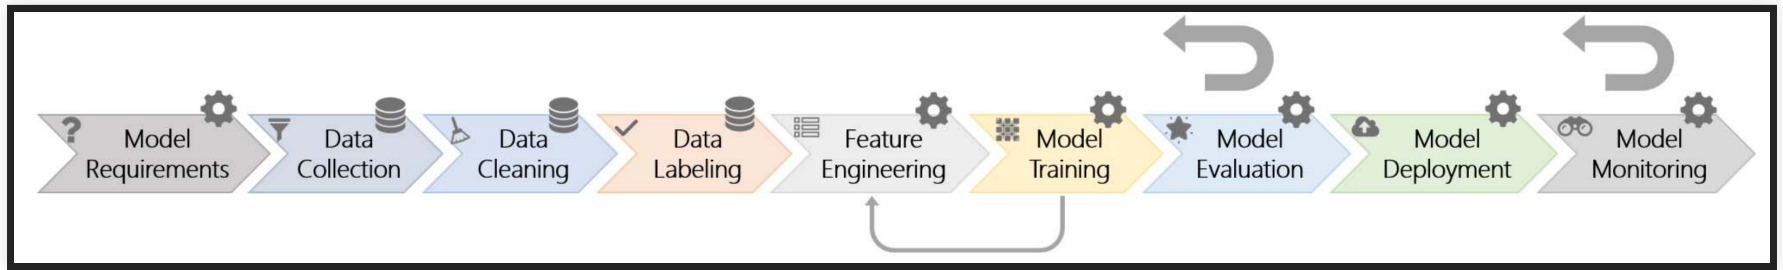 Model
Requirements
Data
Collection
Data
Cleaning
Data
Labeling
Feature
Engineering
Model
Training
Model
Evaluation
Model
Deployment
Model
Monitoring